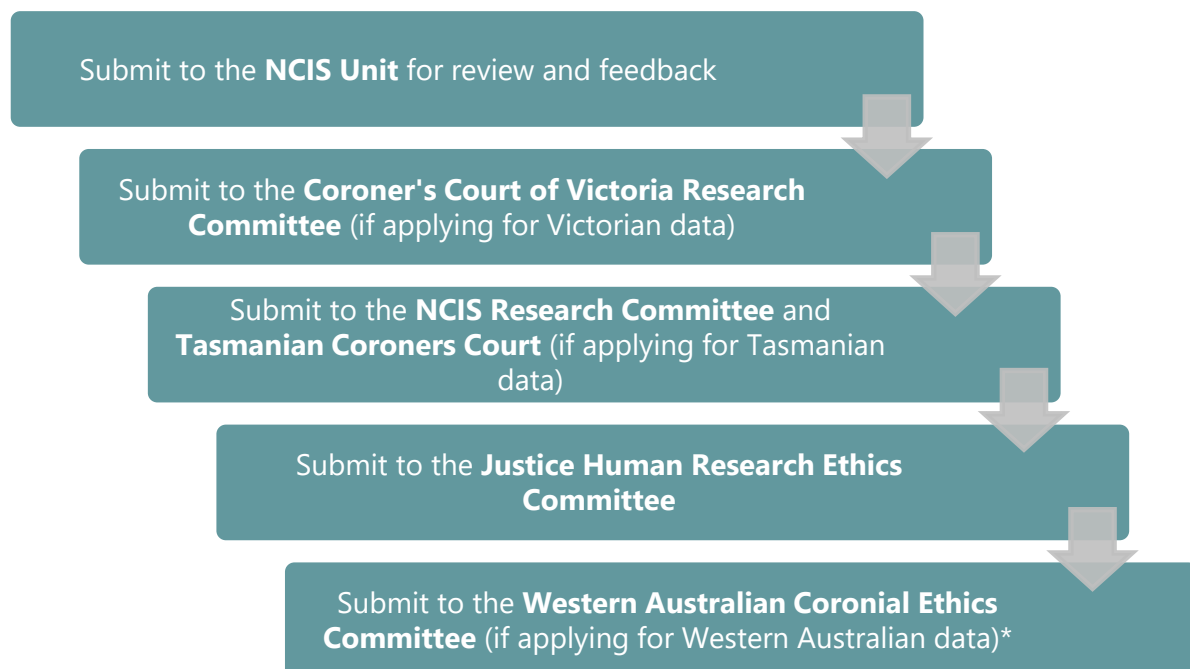 Submit to the NCIS Unit for review and feedback
Submit to the Coroner's Court of Victoria Research
Committee (if applying for Victorian data)
Submit to the NCIS Research Committee and
Tasmanian Coroners Court (if applying for Tasmanian
data)
Submit to the Justice Human Research Ethics
Committee
Submit to the Western Australian Coronial Ethics
Committee (if applying for Western Australian data)*